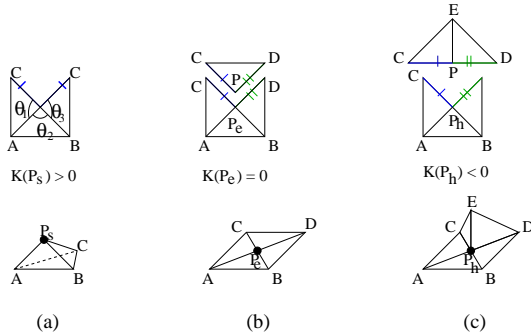 E
C C C D C P D
θ1 θ3 P
C D
θ2 Pe Ph
A B A B A B
K(Ps) > 0 K(Pe) = 0 K(Ph) < 0
E
Ps C D C D
C Pe Ph
A B A B A B
(a) (b) (c)